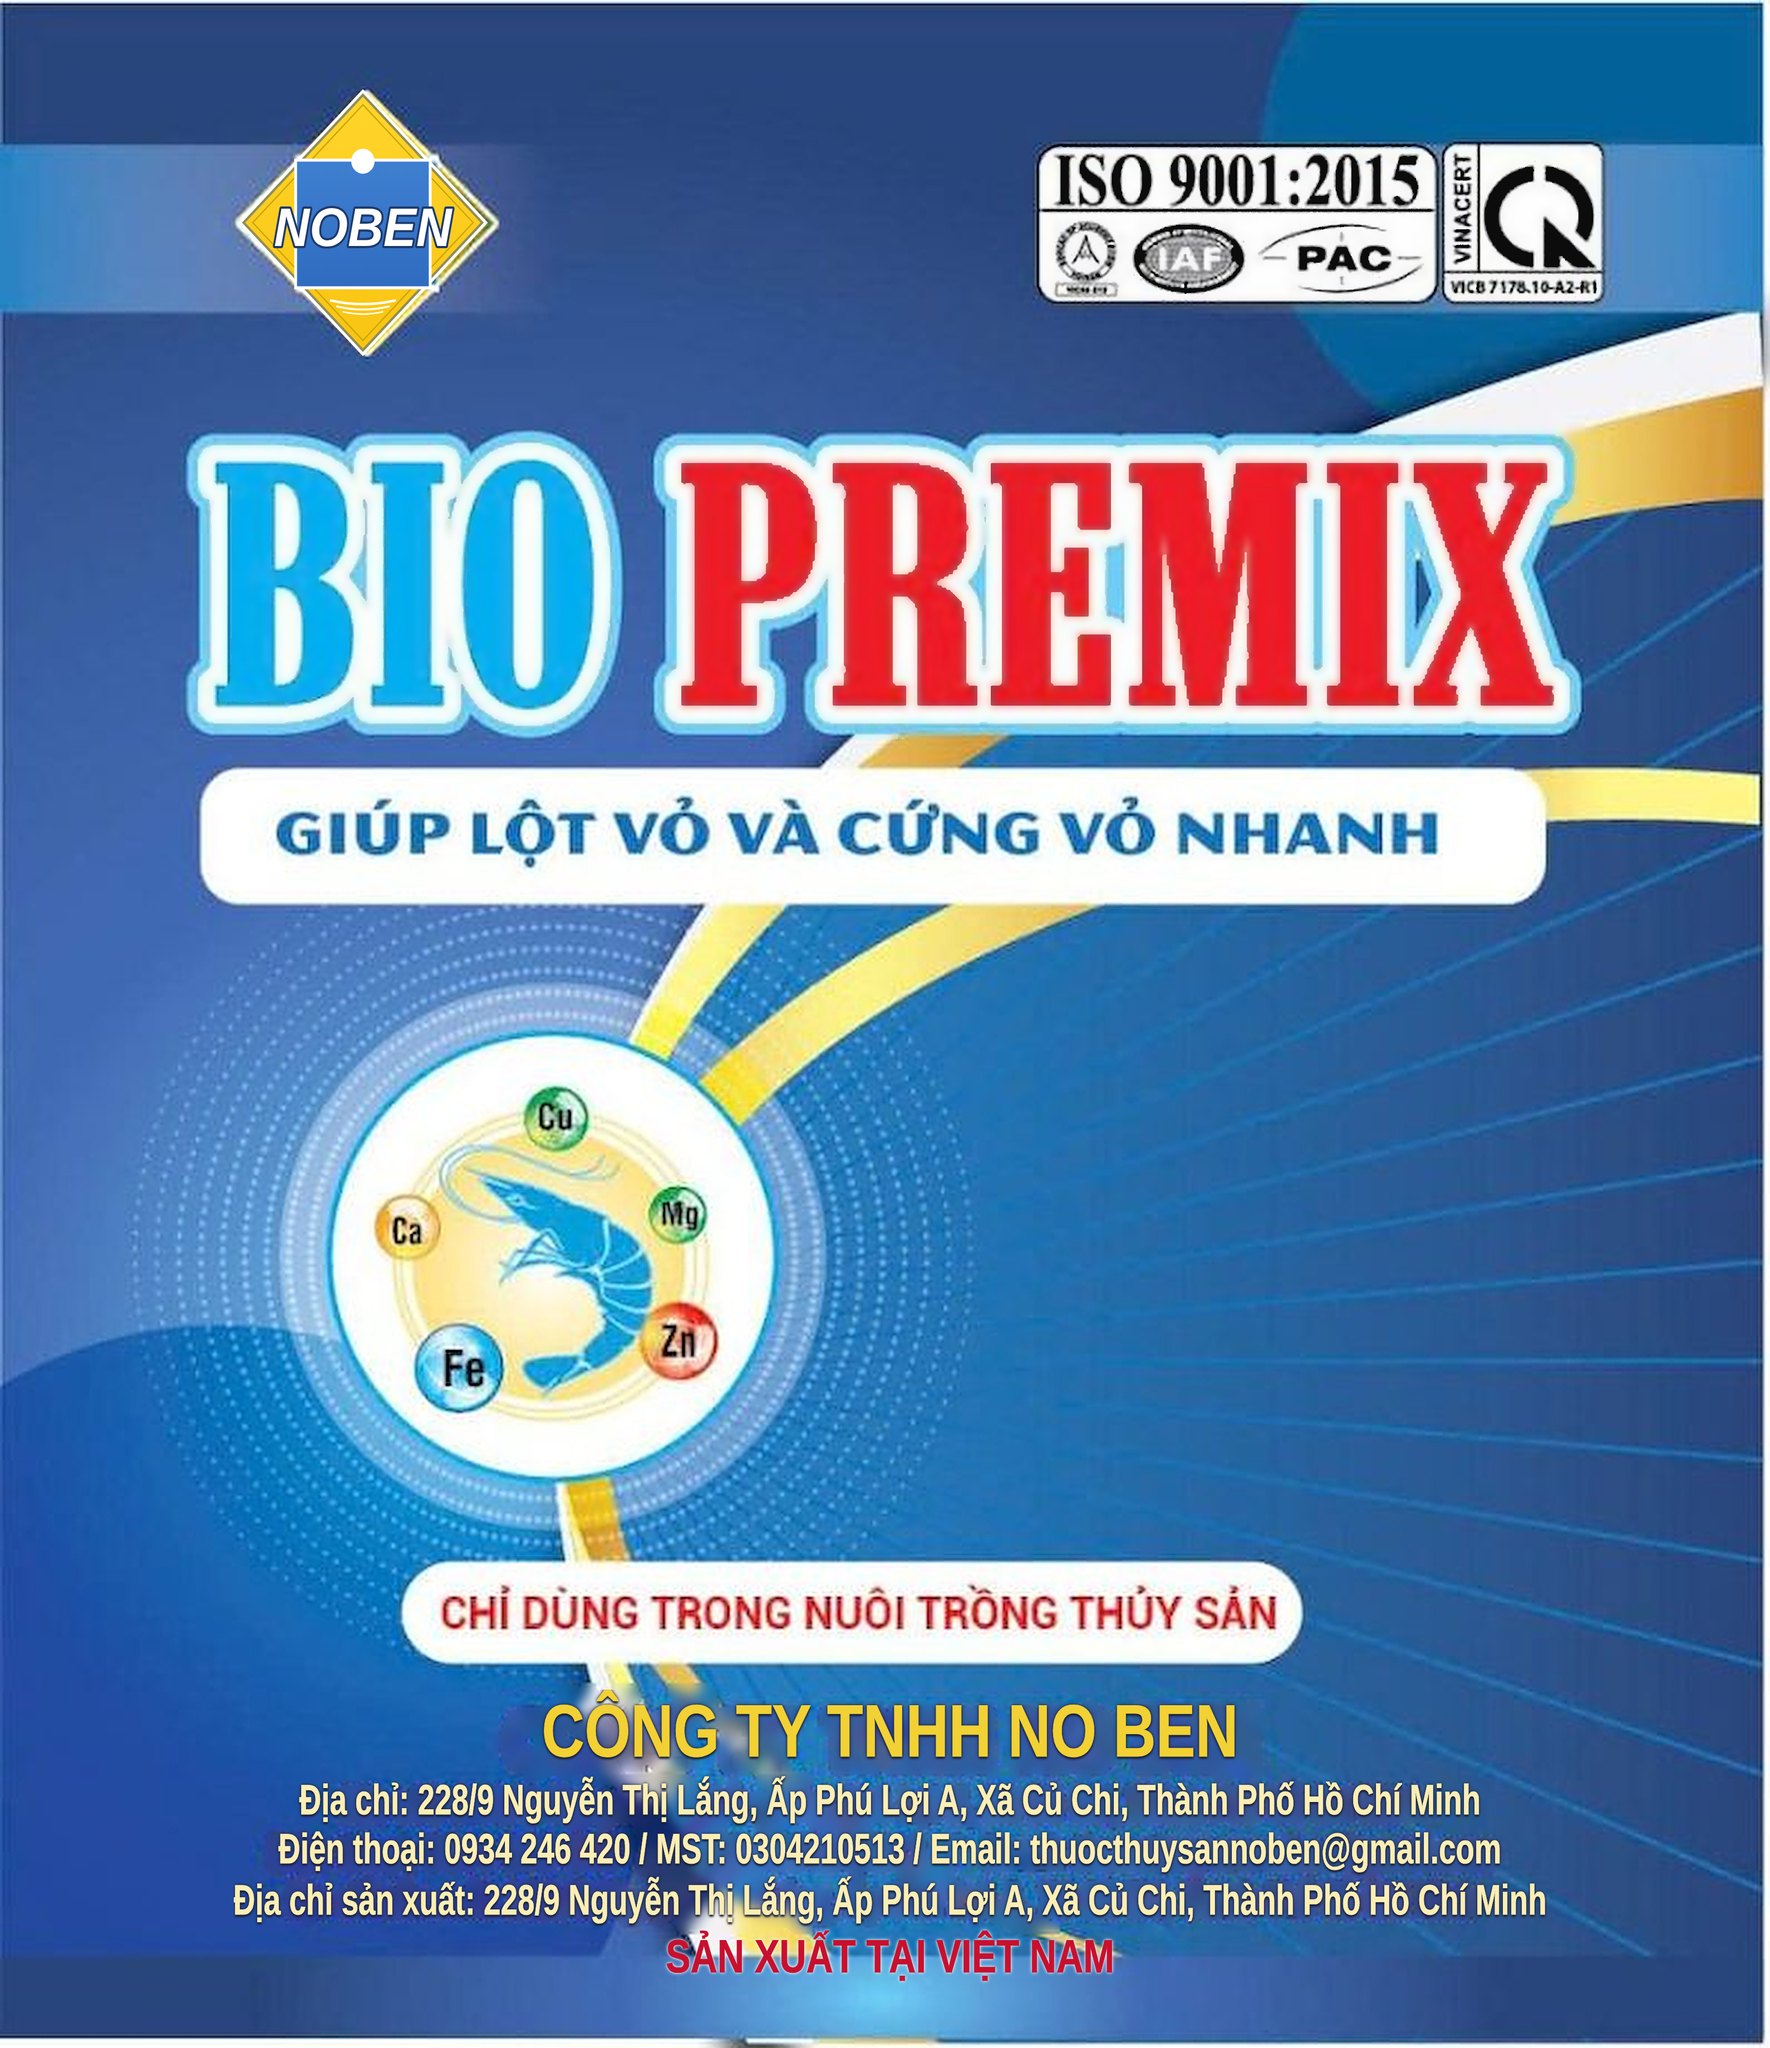 NOBEN
ISO 9001:2015
IAF
PAC
VINACERT
VICB 7178.10-A2-R1
BIO PREMIX
GIÚP LỘT VỎ VÀ CỨNG VỎ NHANH
Cu
Mg
Ca
Zn
Fe
CHỈ DÙNG TRONG NUÔI TRỒNG THỦY SẢN
CÔNG TY TNHH NO BEN
Địa chỉ: 228/9 Nguyễn Thị Lắng, Ấp Phú Lợi A, Xã Củ Chi, Thành Phố Hồ Chí Minh
Điện thoại: 0934 246 420 / MST: 0304210513 / Email: thuocthuysannoben@gmail.com
Địa chỉ sản xuất: 228/9 Nguyễn Thị Lắng, Ấp Phú Lợi A, Xã Củ Chi, Thành Phố Hồ Chí Minh
SẢN XUẤT TẠI VIỆT NAM